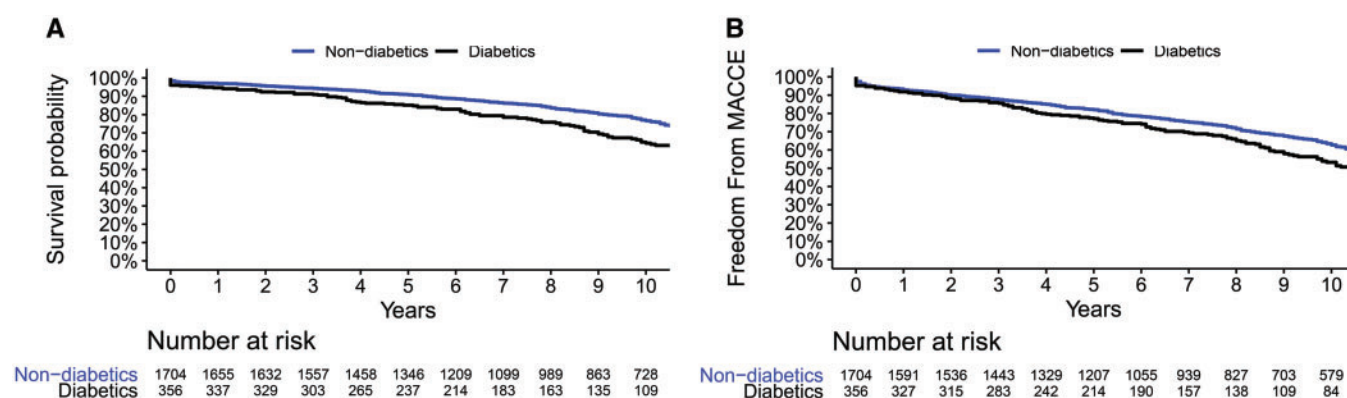 A
Non-diabetics Diabetics
Survival probability
100%
90%
80%
70%
60%
50%
40%
30%
20%
10%
0%
0 1 2 3 4 5 6 7 8 9 10
Years
Number at risk
Non-diabetics 1704 1655 1632 1557 1458 1346 1209 1099 989 863 728
Diabetics 356 337 329 303 265 237 214 183 163 135 109
B
Non-diabetics Diabetics
Freedom From MACCE
100%
90%
80%
70%
60%
50%
40%
30%
20%
10%
0%
0 1 2 3 4 5 6 7 8 9 10
Years
Number at risk
Non-diabetics 1704 1591 1536 1443 1329 1207 1055 939 827 703 579
Diabetics 356 327 315 283 242 214 190 157 138 109 84